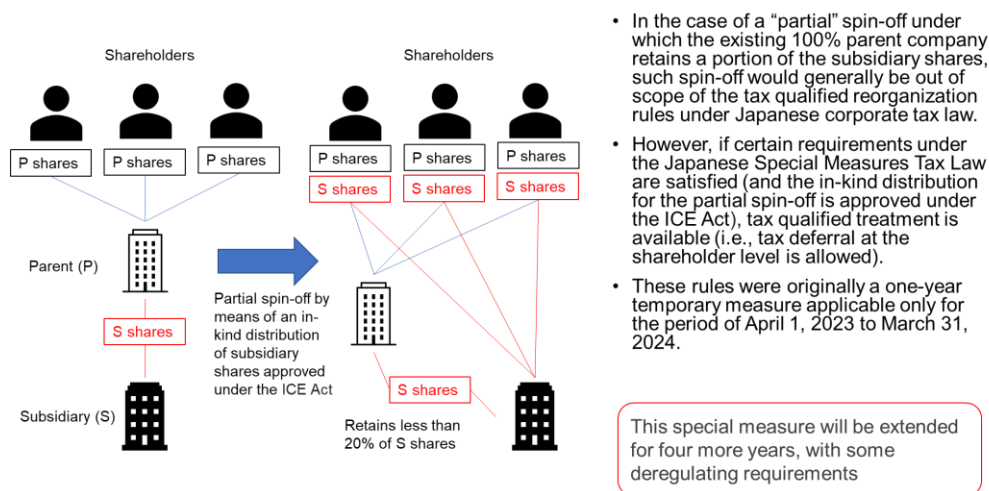 Shareholders
P shares
P shares
P shares
Parent (P)
S shares
Subsidiary (S)
Partial spin-off by
means of an in-
kind distribution
of subsidiary
shares approved
under the ICE Act
Shareholders
P shares
P shares
P shares
S shares
S shares
S shares
S shares
Retains less than
20% of S shares
• In the case of a “partial” spin-off under
which the existing 100% parent company
retains a portion of the subsidiary shares,
such spin-off would generally be out of
scope of the tax qualified reorganization
rules under Japanese corporate tax law.
• However, if certain requirements under
the Japanese Special Measures Tax Law
are satisfied (and the in-kind distribution
for the partial spin-off is approved under
the ICE Act), tax qualified treatment is
available (i.e., tax deferral at the
shareholder level is allowed).
• These rules were originally a one-year
temporary measure applicable only for
the period of April 1, 2023 to March 31,
2024.
This special measure will be extended
for four more years, with some
deregulating requirements